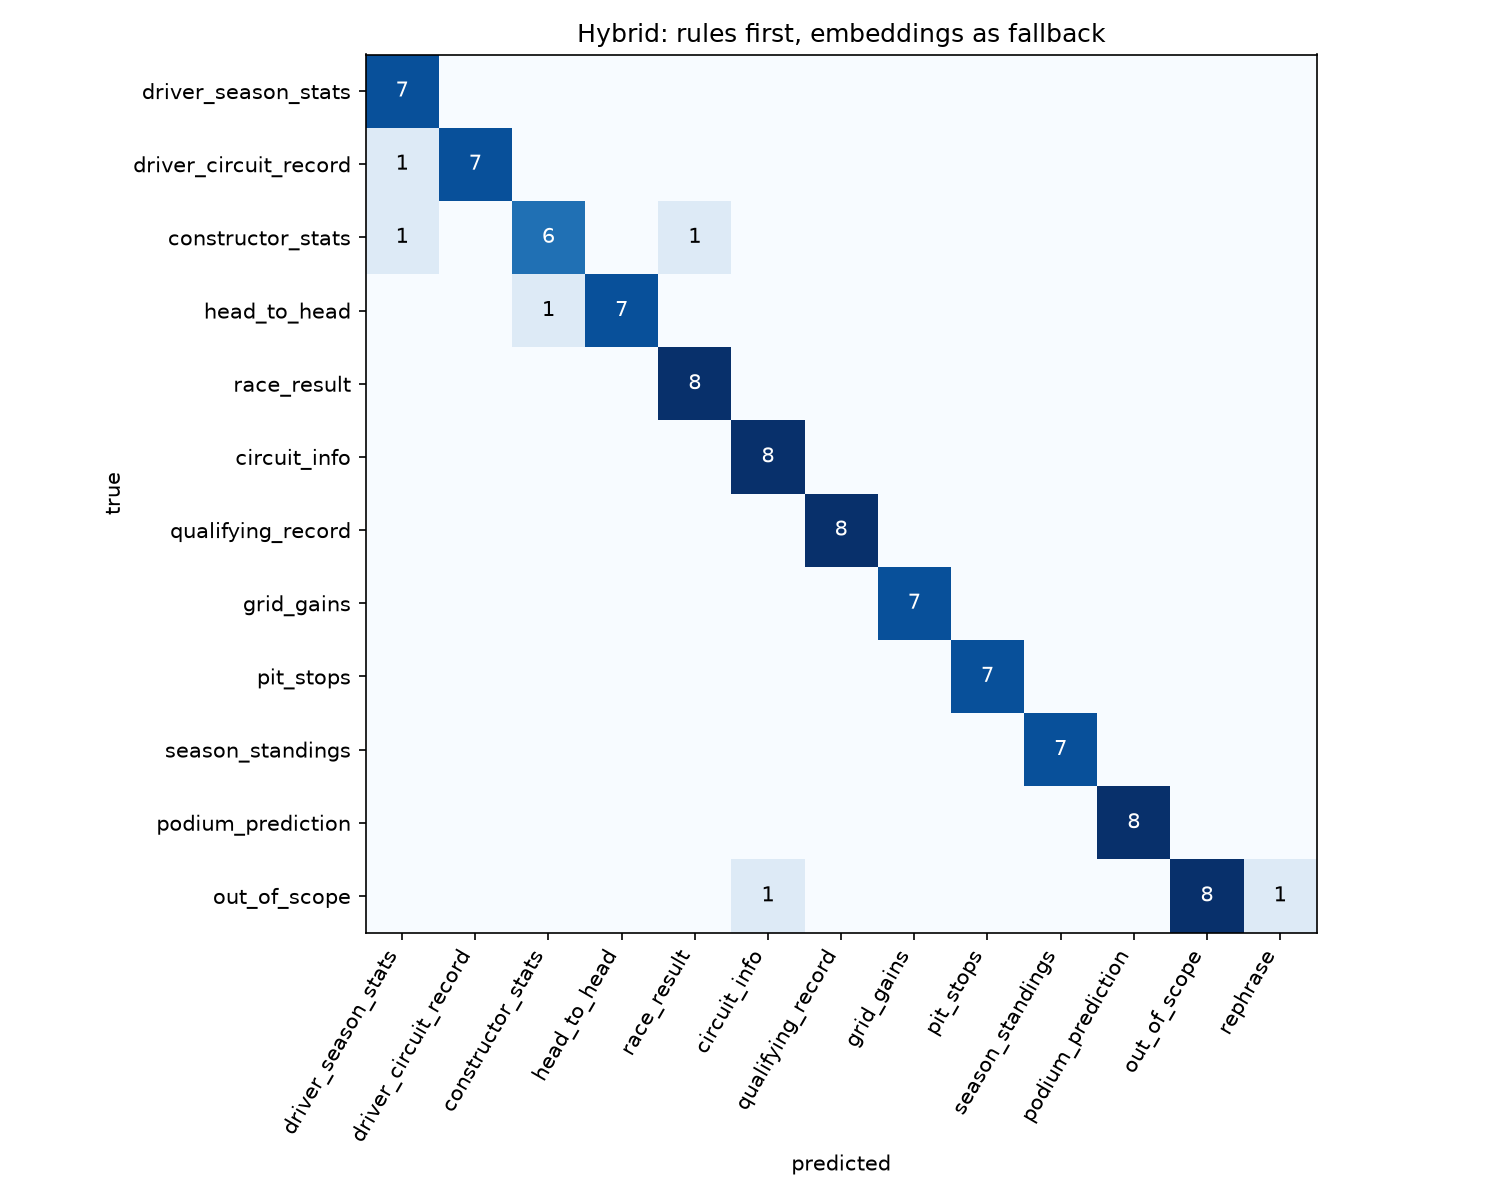 Hybrid: rules first, embeddings as fallback
driver_season_stats 7
driver_circuit_record 1 7
constructor_stats 1 6 1
head_to_head 1 7
race_result 8
circuit_info 8
true
qualifying_record 8
grid_gains 7
pit_stops 7
season_standings 7
podium_prediction 8
out_of_scope 1 8 1
driver_season_stats
driver_circuit_record
constructor_stats
head_to_head
race_result
circuit_info
qualifying_record
grid_gains
pit_stops
season_standings
podium_prediction
out_of_scope
rephrase
predicted